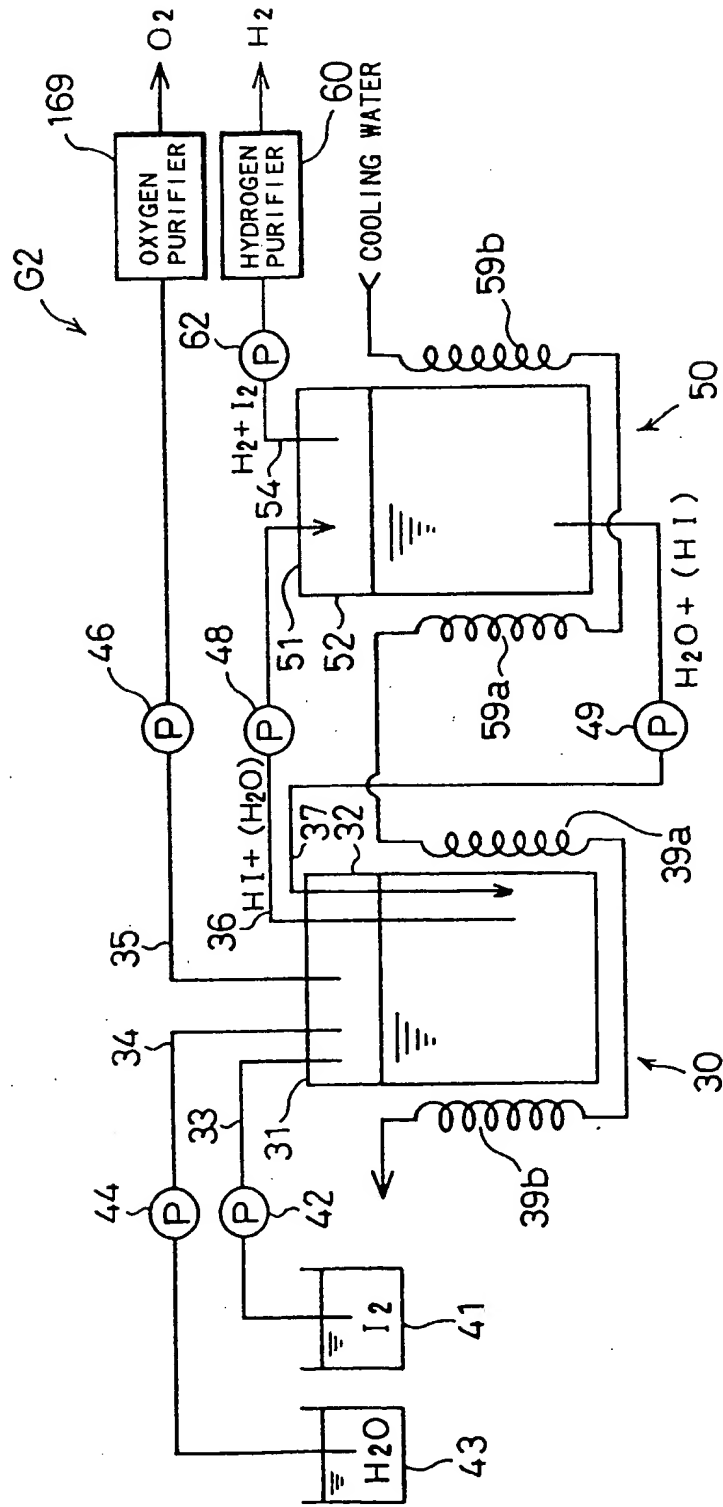 G2
169
OXYGEN
PURIFIER
O2
HYDROGEN
PURIFIER
H2
60
62
P
H2+I2
54
COOLING WATER
59b
50
51
52
59a
46
P
48
P
HI+(H2O)
36
37
32
35
34
33
31
44
P
P
42
39a
39b
30
49
P
H2O+(HI)
I2
41
H2O
43